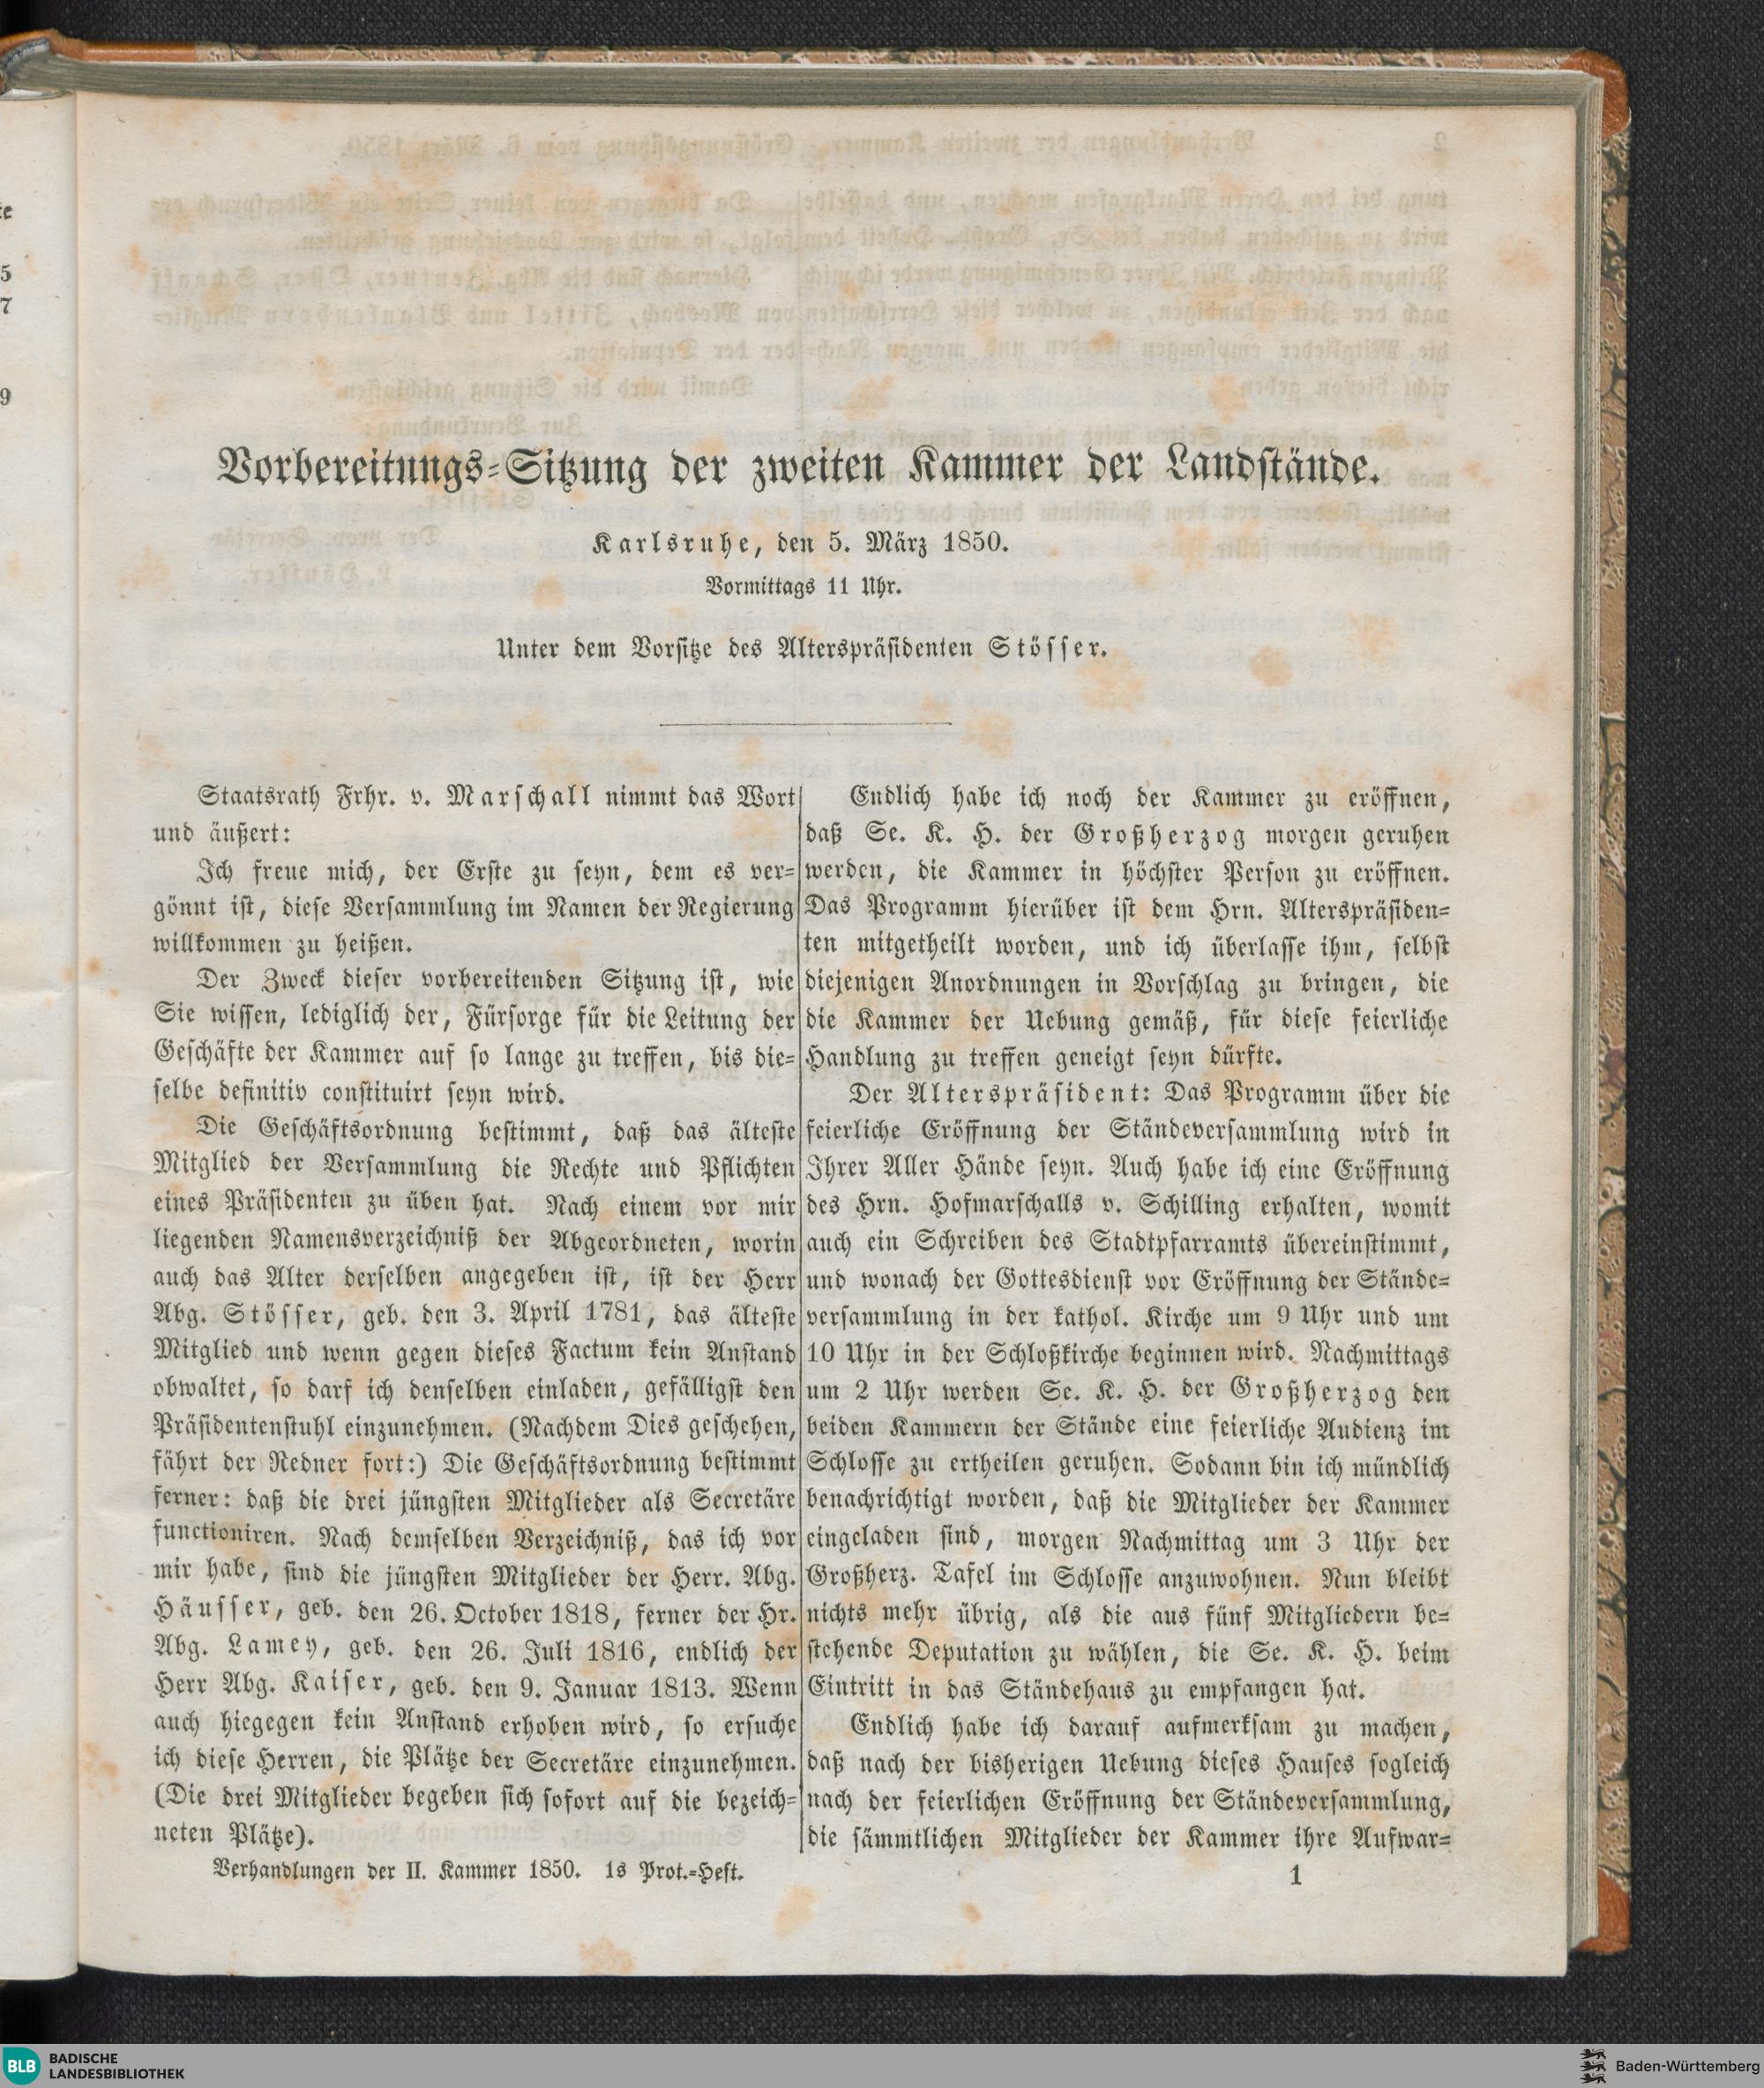 Vorbereitungs-Sitzung der zweiten Kammer der Landstände.
Karlsruhe, den 5. März 1850.
Vormittags 11 Uhr.
Unter dem Vorsitze des Alterspräsidenten Stösser.
Staatsrath Frhr. v. Marschall nimmt das Wort
und äußert:
Ich freue mich, der Erste zu seyn, dem es ver-
gönnt ist, diese Versammlung im Namen der Regierung
willkommen zu heißen.
Der Zweck dieser vorbereitenden Sitzung ist, wie
Sie wissen, lediglich der, Fürsorge für die Leitung der
Geschäfte der Kammer auf so lange zu treffen, bis die-
selbe definitiv constituirt seyn wird.
Die Geschäftsordnung bestimmt, daß das älteste
Mitglied der Versammlung die Rechte und Pflichten
eines Präsidenten zu üben hat. Nach einem vor mir
liegenden Namensverzeichniß der Abgeordneten, worin
auch das Alter derselben angegeben ist, ist der Herr
Abg. Stösser, geb. den 3. April 1781, das älteste
Mitglied und wenn gegen dieses Factum kein Anstand
obwaltet, so darf ich denselben einladen, gefälligst den
Präsidentenstuhl einzunehmen. (Nachdem Dies geschehen,
fährt der Redner fort:) Die Geschäftsordnung bestimmt
ferner: daß die drei jüngsten Mitglieder als Secretäre
functioniren. Nach demselben Verzeichniß, das ich vor
mir habe, sind die jüngsten Mitglieder der Herr. Abg.
Häusser, geb. den 26. October 1818, ferner der Hr.
Abg. Lamey, geb. den 26. Juli 1816, endlich der
Herr Abg. Kaiser, geb. den 9. Januar 1813. Wenn
auch hiegegen kein Anstand erhoben wird, so ersuche
ich diese Herren, die Plätze der Secretäre einzunehmen.
(Die drei Mitglieder begeben sich sofort auf die bezeich-
neten Plätze).
Endlich habe ich noch der Kammer zu eröffnen,
daß Se. K. H. der Großherzog morgen geruhen
werden, die Kammer in höchster Person zu eröffnen.
Das Programm hierüber ist dem Hrn. Alterspräsiden-
ten mitgetheilt worden, und ich überlasse ihm, selbst
diejenigen Anordnungen in Vorschlag zu bringen, die
die Kammer der Uebung gemäß, für diese feierliche
Handlung zu treffen geneigt seyn dürfte.
Der Alterspräsident: Das Programm über die
feierliche Eröffnung der Ständeversammlung wird in
Ihrer Aller Hände seyn. Auch habe ich eine Eröffnung
des Hrn. Hofmarschalls v. Schilling erhalten, womit
auch ein Schreiben des Stadtpfarramts übereinstimmt,
und wonach der Gottesdienst vor Eröffnung der Stände-
versammlung in der kathol. Kirche um 9 Uhr und um
10 Uhr in der Schloßkirche beginnen wird. Nachmittags
um 2 Uhr werden Se. K. H. der Großherzog den
beiden Kammern der Stände eine feierliche Audienz im
Schlosse zu ertheilen geruhen. Sodann bin ich mündlich
benachrichtigt worden, daß die Mitglieder der Kammer
eingeladen sind, morgen Nachmittag um 3 Uhr der
Großherz. Tafel im Schlosse anzuwohnen. Nun bleibt
nichts mehr übrig, als die aus fünf Mitgliedern be-
stehende Deputation zu wählen, die Se. K. H. beim
Eintritt in das Ständehaus zu empfangen hat.
Endlich habe ich darauf aufmerksam zu machen,
daß nach der bisherigen Uebung dieses Hauses sogleich
nach der feierlichen Eröffnung der Ständeversammlung,
die sämmtlichen Mitglieder der Kammer ihre Aufwar-
Verhandlungen der II. Kammer 1850. 1s Prot.-Heft.
1
BLB BADISCHE
LANDESBIBLIOTHEK
Baden-Württemberg